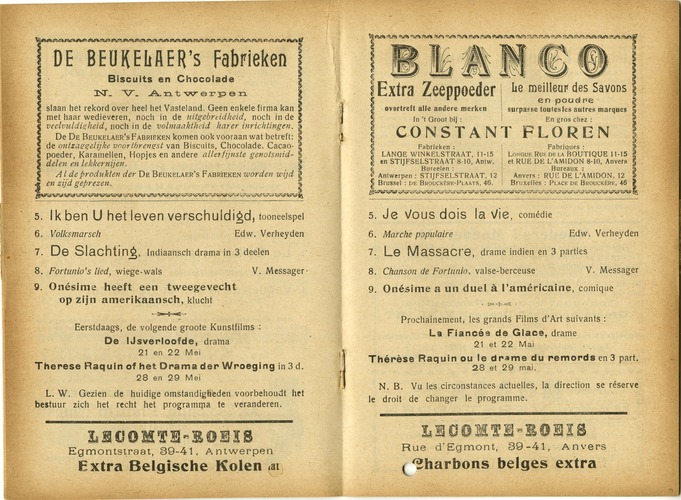 DE BEUKELAER'S Fabrieken
Biscuits en Chocolade
N. V. Antwerpen
slaan het rekord over heel het Vasteland. Geen enkele firma kan
met haar wedieveren, noch in de uitgebreidheid, noch in de
veelvuldigheid, noch in de volmaaktheid harer inrichtingen.
De DE BEUKELAER'S FABRIEKEN komen ook vooraan wat betreft:
de ontzagelijke voortbrengst van Biscuits, Chocolade. Cacao-
poeder, Karamellen, Hopjes en andere allerfijnste genotsmid-
delen en lekkernijen.
Al de produkten der DE BEUKELAER'S FABRIEKEN worden wijd
en zijd geprezen.
5. Ik ben U het leven verschuldigd, tooneelspel
6. Volksmarsch Edw. Verheyden
7. De Slachting, Indiaansch drama in 3 deelen
8. Fortunio's lied, wiege-wals V. Messager
9. Onésime heeft een tweegevecht
op zijn amerikaansch, klucht
Eerstdaags, de volgende groote Kunstfilms :
De IJsverloofde, drama
21 en 22 Mei
Therese Raquin of het Drama der Wroeging in 3 d.
28 en 29 Mei
L. W. Gezien de huidige omstandigheden voorbehoudt het
bestuur zich het recht het programma te veranderen.
LECOMTE-ROEIS
Egmontstraat, 39-41, Antwerpen
Extra Belgische Kolen
BLANCO
Extra Zeeppoeder
overtreft alle andere merken
In 't Groot bij :
Le meilleur des Savons
en poudre
surpasse toutes les autres marques
En gros chez :
CONSTANT FLOREN
Fabrieken :
LANGE WINKELSTRAAT, 11-15
en STIJFSELSTRAAT 8-10, Antw.
Bureelen :
Antwerpen : STIJFSELSTRAAT, 12
Brussel : DE BROUCKÈRE-PLAATS, 46.
Fabriques :
LONGUE RUE DE LA BOUTIQUE 11-15
et RUE DE L'AMIDON 8-10, Anvers
Bureaux :
Anvers : RUE DE L'AMIDON, 12
Bruxelles : PLACE DE BROUCKÈRE, 46
5. Je vous dois la vie, comédie
6. Marche populaire Edw. Verheyden
7. Le Massacre, drame indien en 3 parties
8. Chanson de Fortunio, valse-berceuse V. Messager
9. Onésime a un duel à l'américaine, comique
Prochainement, les grands Films d'Art suivants :
La Fiancée de Glace, drame
21 et 22 Mai
Thérèse Raquin ou le drame du remords en 3 part.
28 et 29 mai.
N. B. Vu les circonstances actuelles, la direction se réserve
le droit de changer le programme.
LECOMTE-ROEIS
Rue d'Egmont, 39-41, Anvers
Charbons belges extra